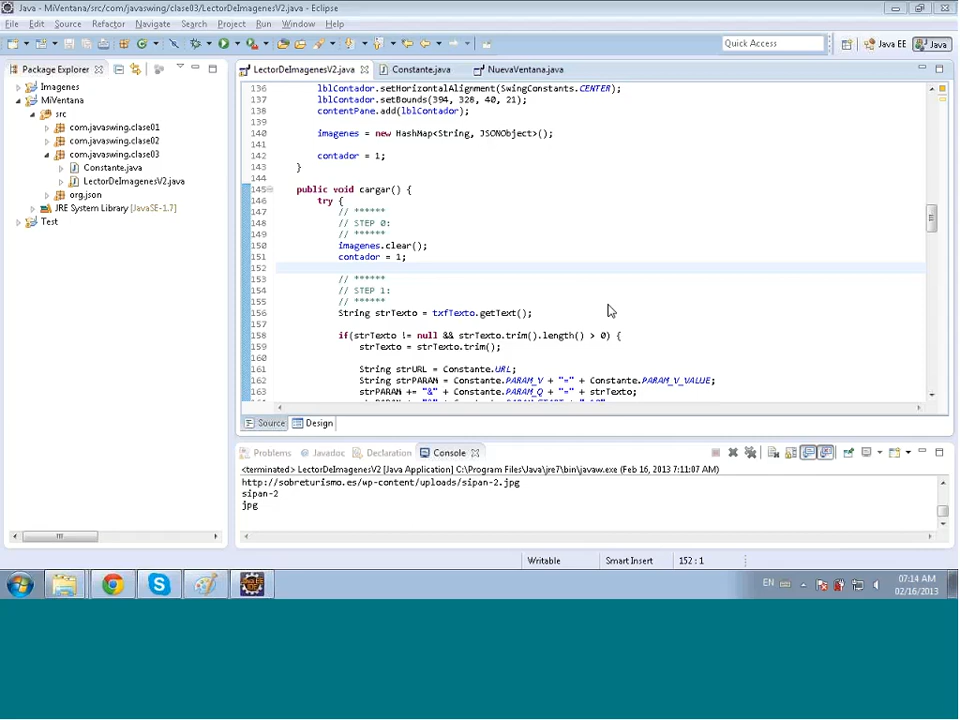 Java - MiVentana/src/com/javaswing/clase03/LectorDeImagenesV2.java - Eclipse
File Edit Source Refactor Navigate Search Project Run Window Help
Quick Access Java EE Java
Package Explorer
Imagenes
MiVentana
src
com.javaswing.clase01
com.javaswing.clase02
com.javaswing.clase03
Constante.java
LectorDeImagenesV2.java
org.json
JRE System Library [JavaSE-1.7]
Test
LectorDeImagenesV2.java Constante.java NuevaVentana.java
136 lblContador.setHorizontalAlignment(SwingConstants.CENTER);
137 lblContador.setBounds(394, 328, 40, 21);
138 contentPane.add(lblContador);
139
140 imagenes = new HashMap<String, JSONObject>();
141
142 contador = 1;
143 }
144
145 public void cargar() {
146 try {
147 // ******
148 // STEP 0:
149 // ******
150 imagenes.clear();
151 contador = 1;
152
153 // ******
154 // STEP 1:
155 // ******
156 String strTexto = txfTexto.getText();
157
158 if(strTexto != null && strTexto.trim().length() > 0) {
159 strTexto = strTexto.trim();
160
161 String strURL = Constante.URL;
162 String strPARAM = Constante.PARAM_V + "=" + Constante.PARAM_V_VALUE;
163 strPARAM += "&" + Constante.PARAM_Q + "=" + strTexto;
Source Design
Problems Javadoc Declaration Console
<terminated> LectorDeImagenesV2 [Java Application] C:\Program Files\Java\jre7\bin\javaw.exe (Feb 16, 2013 7:11:07 AM)
http://sobreturismo.es/wp-content/uploads/sipan-2.jpg
sipan-2
jpg
Writable Smart Insert 152 : 1
EN
07:14 AM
02/16/2013